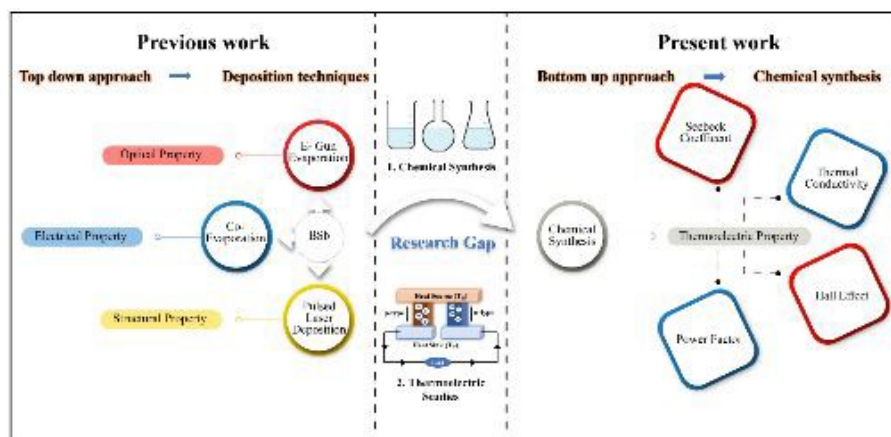 Previous work
Top down approach
Deposition techniques
Optical Property
E- Gun
Evaporation
Electrical Property
Co-
Evaporation
BSb
Structural Property
Pulsed
Laser
Deposition
1. Chemical Synthesis
Research Gap
2. Thermoelectric
Studies
Present work
Bottom up approach
Chemical synthesis
Seebeck
Coefficient
Thermal
Conductivity
Chemical
Synthesis
Thermoelectric Property
Hall Effect
Power Factor